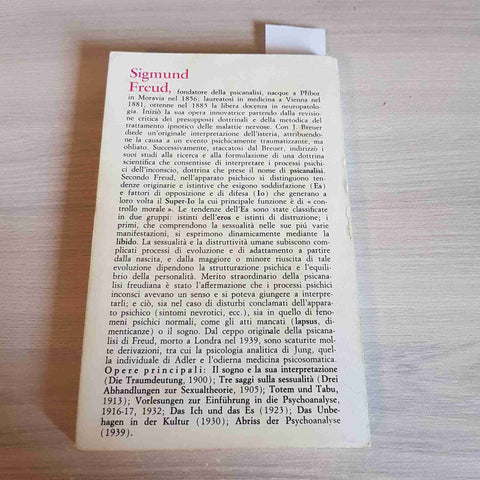 Sigmund
Freud, fondatore della psicanalisi, nacque a Příbor
in Moravia nel 1856; laureatosi in medicina a Vienna nel
1881, ottenne nel 1885 la libera docenza in neuropatolo-
gia. Iniziò la sua opera innovatrice partendo dalla revisio-
ne critica dei presupposti dottrinali e della metodica del
trattamento ipnotico delle malattie nervose. Con J. Breuer
diede un'originale interpretazione dell'isteria, attribuendo-
ne la causa a un evento psichicamente traumatizzante, ma
obliato. Successivamente, staccatosi dal Breuer, indirizzò i
suoi studi alla ricerca e alla formulazione di una dottrina
scientifica che consentisse di interpretare i processi psichi-
ci dell'inconscio, dottrina che prese il nome di psicanalisi.
Secondo Freud, nell'apparato psichico si distinguono ten-
denze originarie e istintive che esigono soddisfazione (Es)
e fattori di opposizione e di difesa (Io) che generano a
loro volta il Super-Io la cui principale funzione è di « con-
trollo morale ». Le tendenze dell'Es sono state classificate
in due gruppi: istinti dell'eros e istinti di distruzione; i
primi, che comprendono la sessualità nelle sue più varie
manifestazioni, si esprimono dinamicamente mediante la
libido. La sessualità e la distruttività umane subiscono com-
plicati processi di evoluzione e di adattamento a partire
dalla nascita, e dalla maggiore o minore riuscita di tale
evoluzione dipendono la strutturazione psichica e l'equili-
brio della personalità. Merito straordinario della psicana-
lisi freudiana è stato l'affermazione che i processi psichici
inconsci avevano un senso e si poteva giungere a interpre-
tarli; e ciò, sia nel caso di disturbi conclamati dell'appara-
to psichico (sintomi nevrotici, ecc.), sia in quello di feno-
meni psichici normali, come gli atti mancati (lapsus, di-
menticanze) o il sogno. Dal ceppo originale della psicana-
lisi di Freud, morto a Londra nel 1939, sono scaturite mol-
te derivazioni, tra cui la psicologia analitica di Jung, quel-
la individuale di Adler e l'odierna medicina psicosomatica.
Opere principali: Il sogno e la sua interpretazione
(Die Traumdeutung, 1900); Tre saggi sulla sessualità (Drei
Abhandlungen zur Sexualtheorie, 1905); Totem und Tabu,
1913); Vorlesungen zur Einführung in die Psychoanalyse,
1916-17, 1932; Das Ich und das Es (1923); Das Unbe-
hagen in der Kultur (1930); Abriss der Psychoanalyse
(1939).